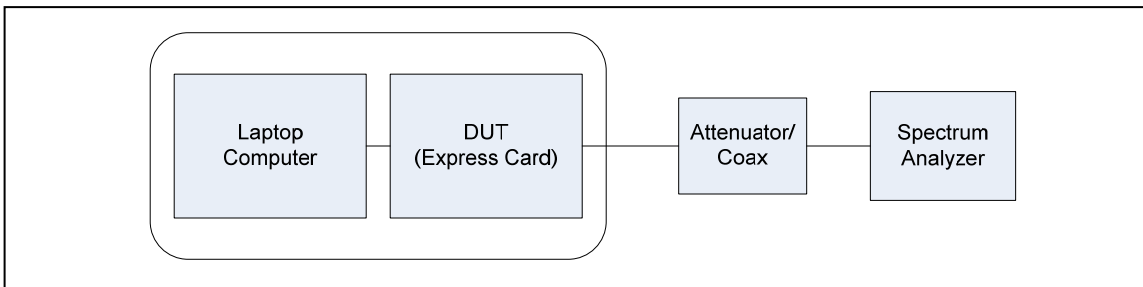 Laptop
Computer
DUT
(Express Card)
Attenuator/
Coax
Spectrum
Analyzer